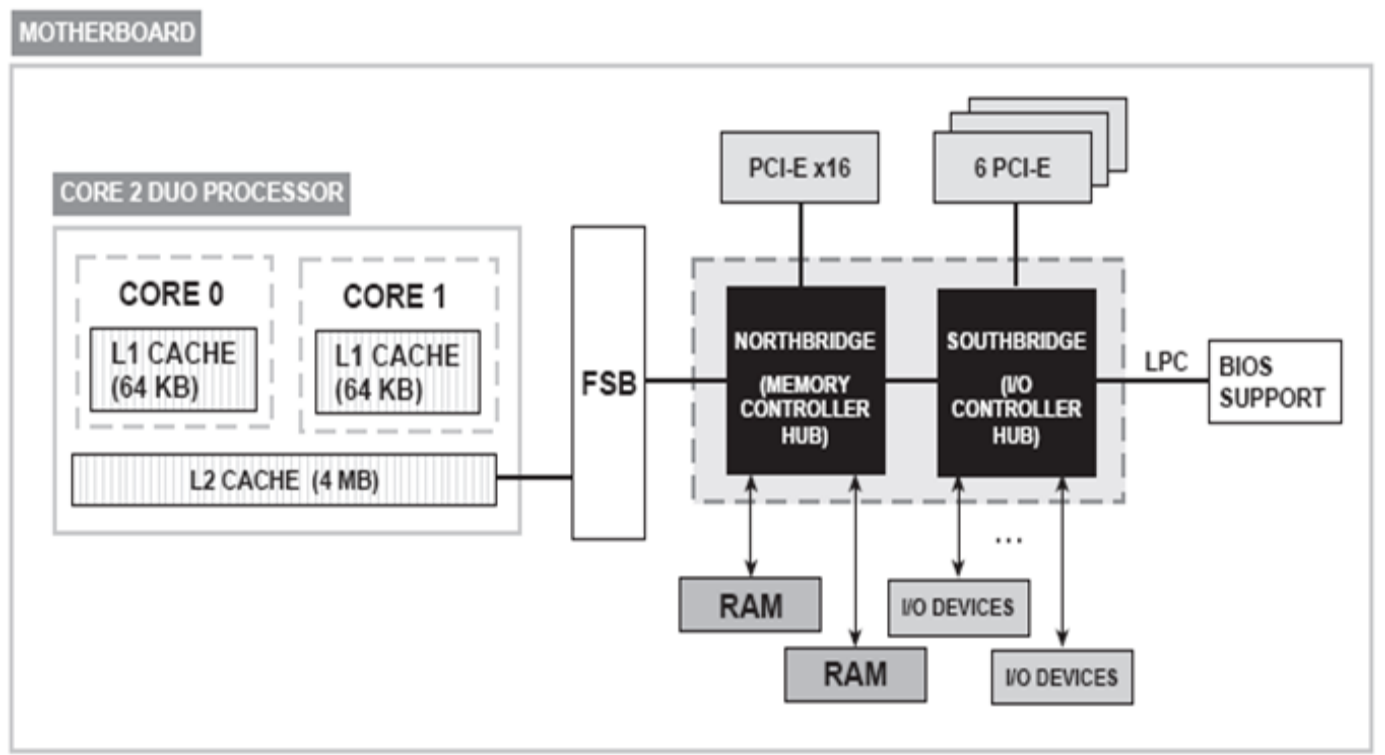 MOTHERBOARD
PCI-E x16
6 PCI-E
CORE 2 DUO PROCESSOR
CORE 0
L1 CACHE
(64 KB)
CORE 1
L1 CACHE
(64 KB)
L2 CACHE (4 MB)
FSB
NORTHBRIDGE
(MEMORY
CONTROLLER
HUB)
SOUTHBRIDGE
(I/O
CONTROLLER
HUB)
LPC
BIOS
SUPPORT
RAM
RAM
...
I/O DEVICES
I/O DEVICES